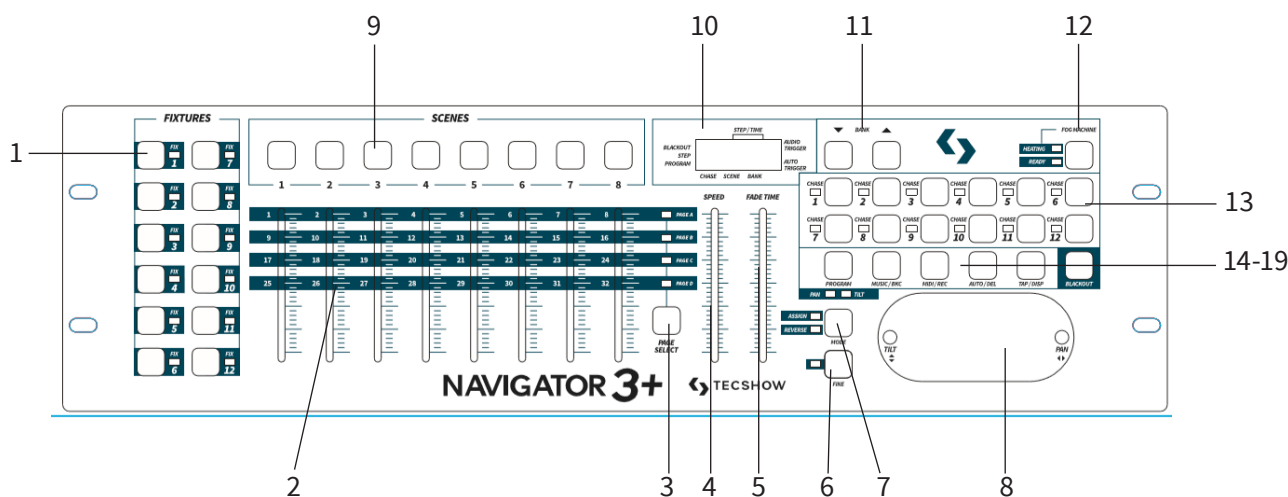 9 10 11 12
FIXTURES SCENES
STEP / TIME
▼ BANK ▲
FOG MACHINE
BLACKOUT
STEP
PROGRAM
AUDIO TRIGGER
AUTO TRIGGER
CHASE SCENE BANK
HEATING
READY
1
FIX 1 FIX 7
FIX 2 FIX 8
FIX 3 FIX 9
FIX 4 FIX 10
FIX 5 FIX 11
FIX 6 FIX 12
1 2 3 4 5 6 7 8
SPEED FADE TIME
1 2 3 4 5 6 7 8 PAGE A
9 10 11 12 13 14 15 16 PAGE B
17 18 19 20 21 22 23 24 PAGE C
25 26 27 28 29 30 31 32 PAGE D
PAGE SELECT
CHASE 1 CHASE 2 CHASE 3 CHASE 4 CHASE 5 CHASE 6
13
CHASE 7 CHASE 8 CHASE 9 CHASE 10 CHASE 11 CHASE 12
14-19
PROGRAM MUSIC / BKC MIDI / REC AUTO / DEL TAP / DISP BLACKOUT
PAN TILT
ASSIGN
REVERSE
MODE
FINE
TILT PAN
NAVIGATOR 3+ TECSHOW
2 3 4 5 6 7 8